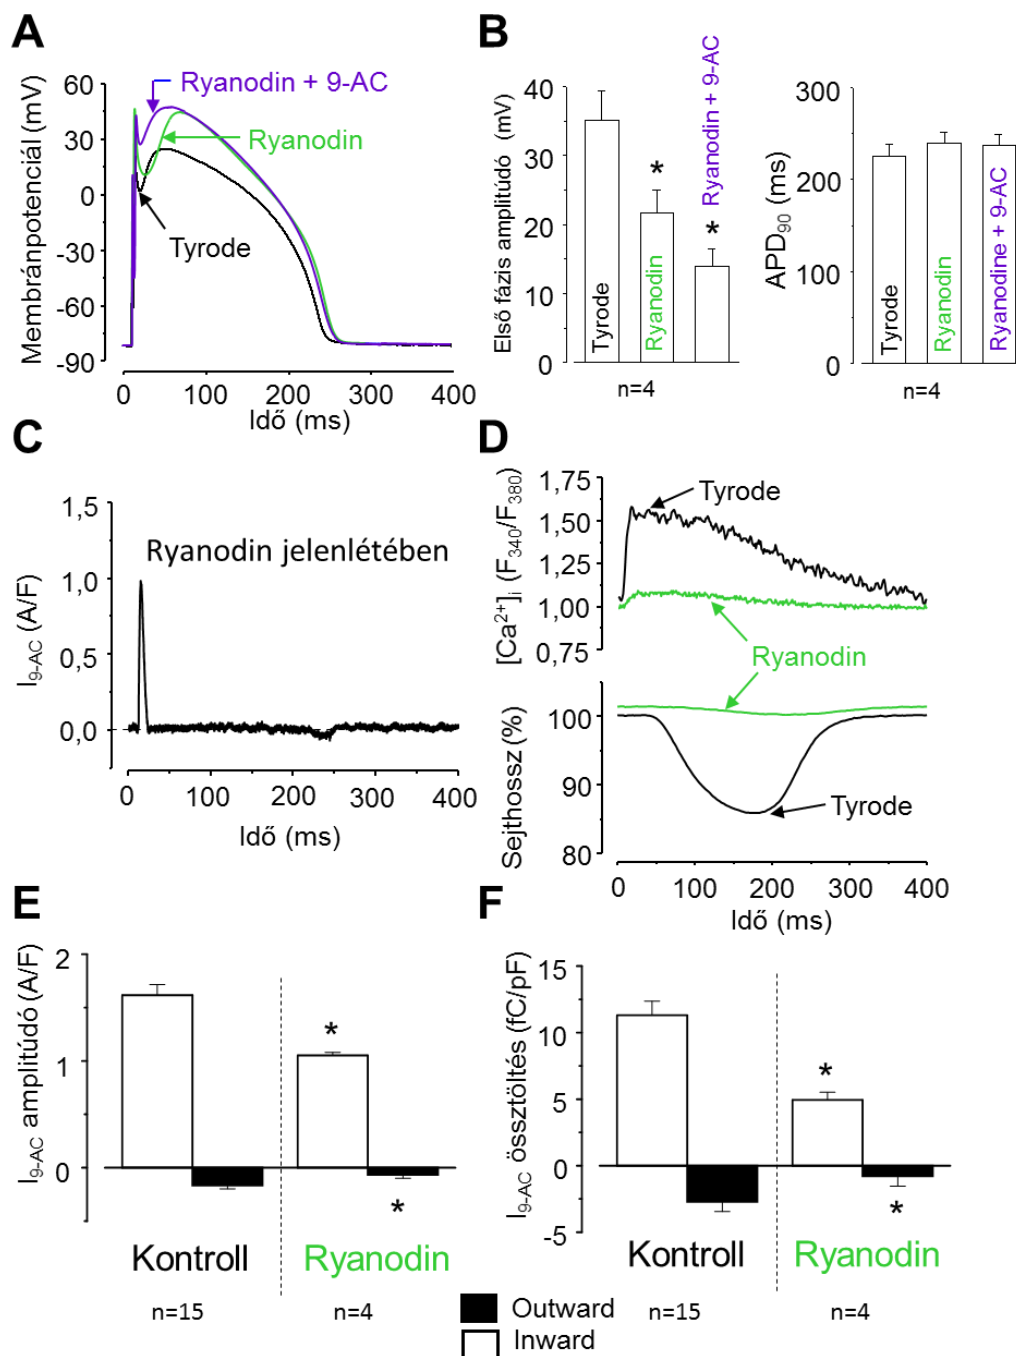 A
Membránpotenciál (mV)
60
30
0
-30
-60
-90
Ryanodin + 9-AC
Ryanodin
Tyrode
0
100
200
300
400
Idő (ms)
B
Első fázis amplitúdó (mV)
40
30
20
10
0
Tyrode
*
Ryanodin
*
Ryanodin + 9-AC
n=4
APD90 (ms)
300
200
100
0
Tyrode
Ryanodin
Ryanodine + 9-AC
n=4
C
I9-AC (A/F)
1,5
1,0
0,5
0,0
Ryanodin jelenlétében
0
100
200
300
400
Idő (ms)
D
[Ca2+]i (F340/F380)
1,75
1,50
1,25
1,00
0,75
Tyrode
Ryanodin
Sejthossz (%)
100
90
80
Tyrode
0
100
200
300
400
Idő (ms)
E
I9-AC amplitúdó (A/F)
2
1
0
*
*
Kontroll
Ryanodin
n=15
n=4
F
I9-AC össztöltés (fC/pF)
15
10
5
0
-5
*
*
Kontroll
Ryanodin
n=15
n=4
Outward
Inward